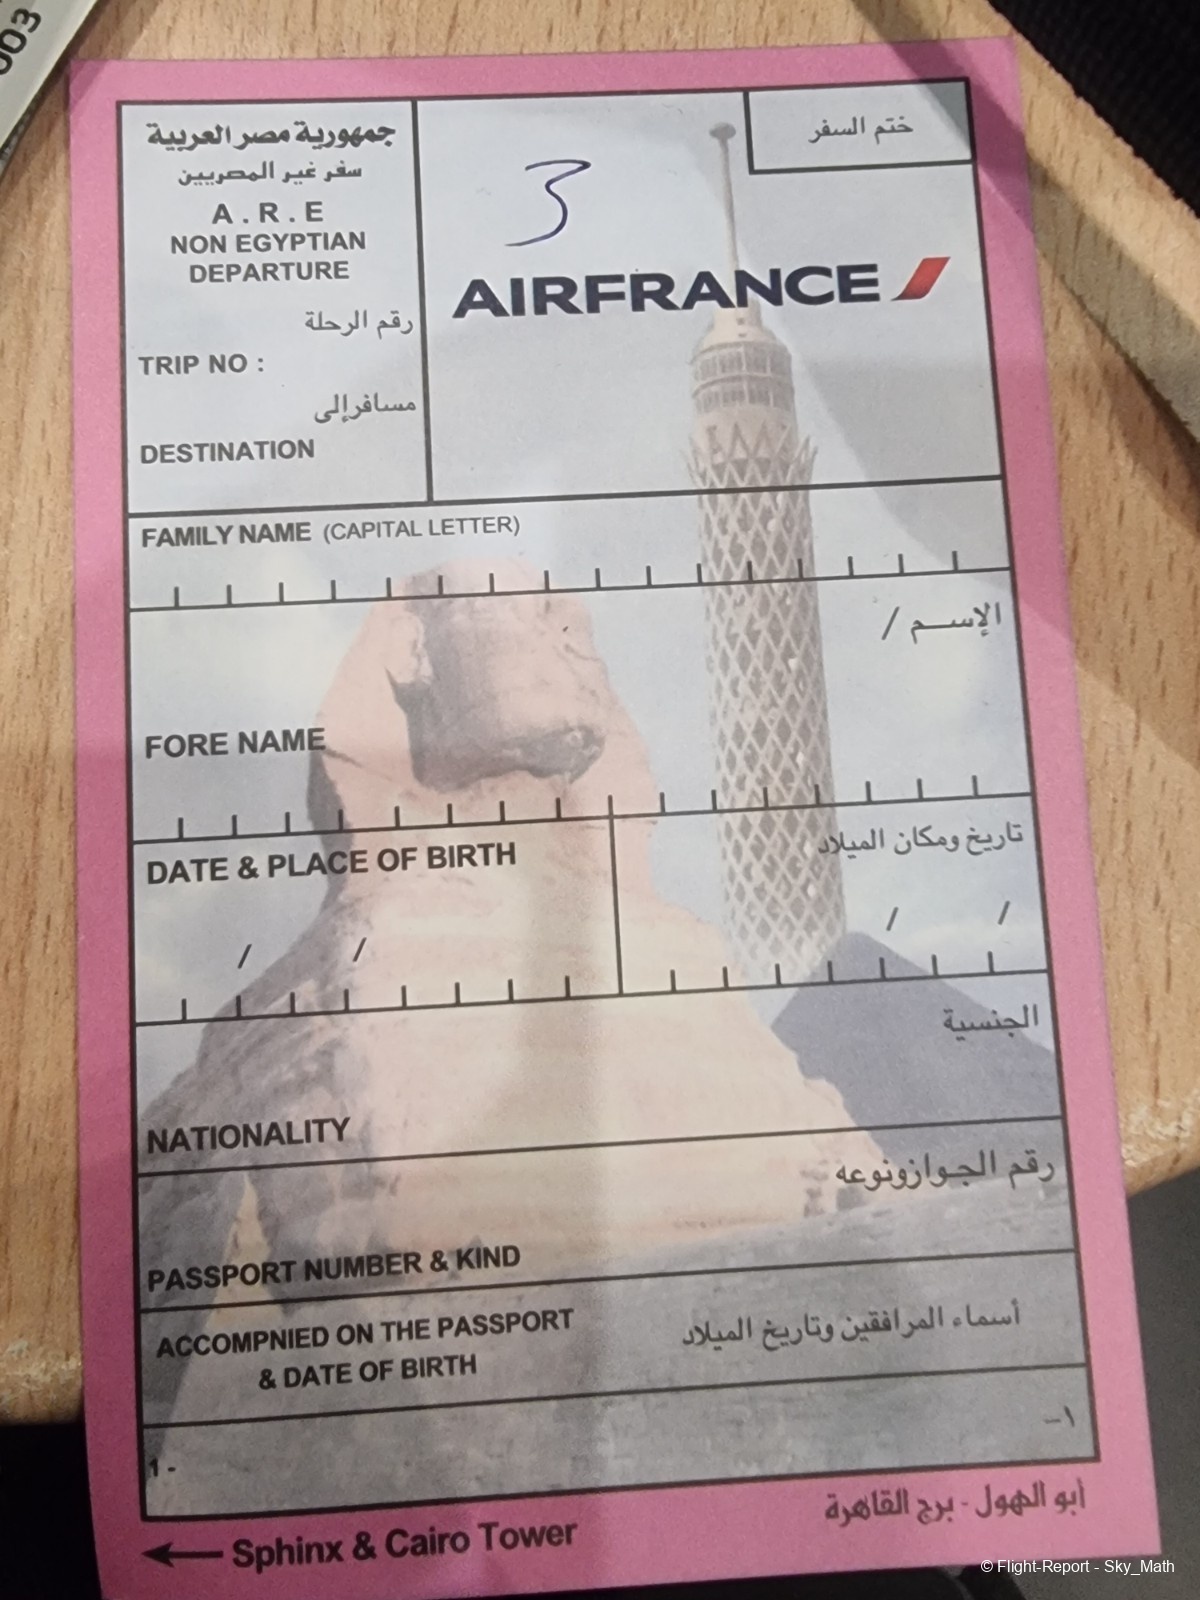 003
جمهورية مصر العربية
سفر غير المصريين
A . R . E
NON EGYPTIAN
DEPARTURE
رقم الرحلة
TRIP NO :
مسافر إلى
DESTINATION
3
AIRFRANCE
ختم السفر
FAMILY NAME (CAPITAL LETTER)
الإسم /
FORE NAME
DATE & PLACE OF BIRTH
تاريخ ومكان الميلاد
/ /
/ /
الجنسية
NATIONALITY
رقم الجوازونوعه
PASSPORT NUMBER & KIND
ACCOMPNIED ON THE PASSPORT
& DATE OF BIRTH
أسماء المرافقين وتاريخ الميلاد
١-
1 -
أبو الهول - برج القاهرة
Sphinx & Cairo Tower
© Flight-Report - Sky_Math